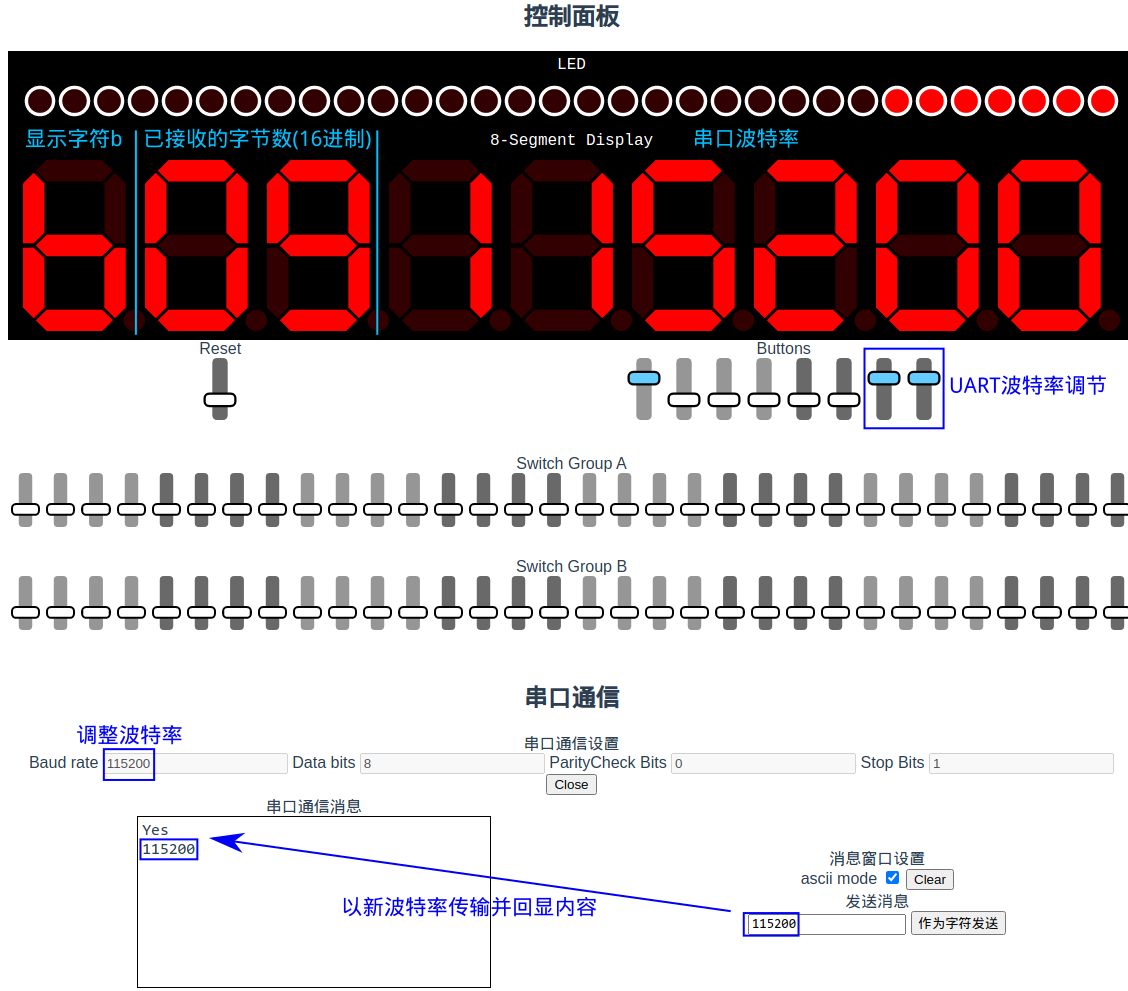 控制面板
LED
显示字符b 已接收的字节数(16进制) 8-Segment Display 串口波特率
b09115200
Reset Buttons
UART波特率调节
Switch Group A
Switch Group B
串口通信
调整波特率
串口通信设置
Baud rate 115200 Data bits 8 ParityCheck Bits 0 Stop Bits 1
Close
串口通信消息
Yes
115200
消息窗口设置
ascii mode Clear
发送消息
以新波特率传输并回显内容
115200 作为字符发送